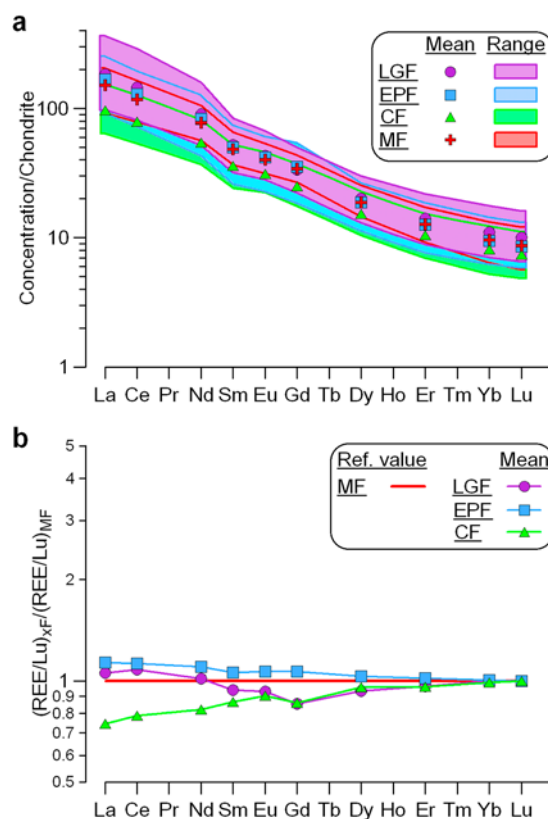 a
Mean Range
LGF
EPF
CF
MF
Concentration/Chondrite
100
10
1
La Ce Pr Nd Sm Eu Gd Tb Dy Ho Er Tm Yb Lu
b
Ref. value Mean
MF LGF
EPF
CF
(REE/Lu)xF/(REE/Lu)MF
5
4
3
2
1
0.9
0.8
0.7
0.6
0.5
La Ce Pr Nd Sm Eu Gd Tb Dy Ho Er Tm Yb Lu